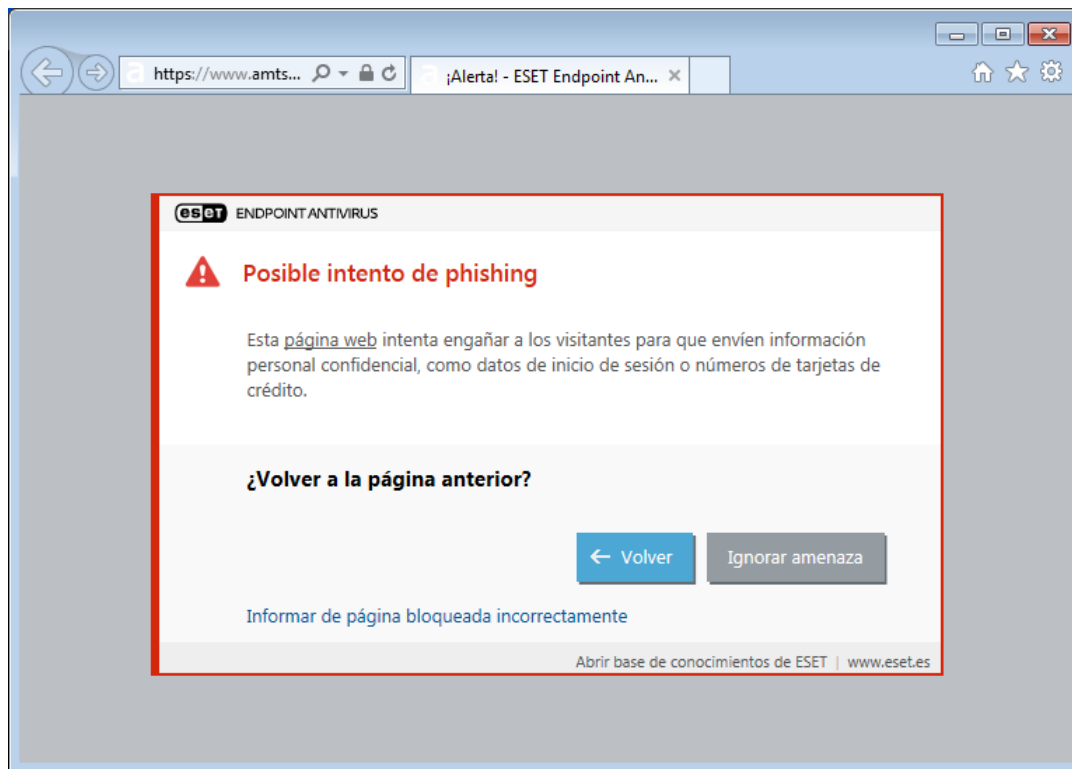 https://www.amts...
¡Alerta! - ESET Endpoint An...
eseT ENDPOINT ANTIVIRUS
Posible intento de phishing
Esta página web intenta engañar a los visitantes para que envíen información
personal confidencial, como datos de inicio de sesión o números de tarjetas de
crédito.
¿Volver a la página anterior?
Volver
Ignorar amenaza
Informar de página bloqueada incorrectamente
Abrir base de conocimientos de ESET | www.eset.es